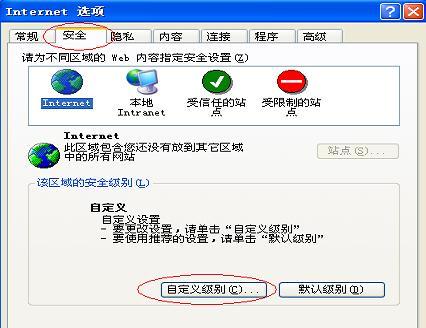 Internet 选项
常规 安全 隐私 内容 连接 程序 高级
请为不同区域的 Web 内容指定安全设置(Z)
Internet 本地 Intranet 受信任的站点 受限制的站点
Internet
此区域包含您还没有放到其它区域
中的所有网站
站点(S)...
该区域的安全级别(L)
自定义
自定义设置
- 要更改设置，请单击“自定义级别”
- 要使用推荐的设置，请单击“默认级别”
自定义级别(C)... 默认级别(D)